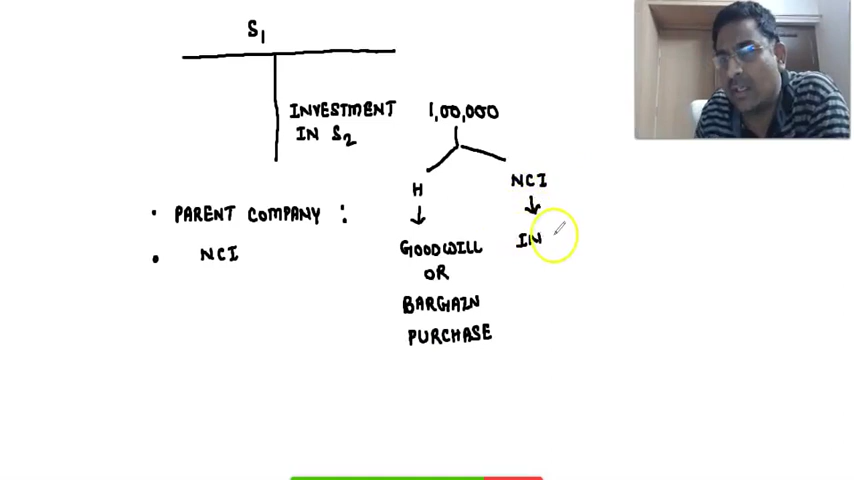 S1
INVESTMENT 1,00,000
IN S2
H NCI
• PARENT COMPANY :
• NCI
GOODWILL IN
OR
BARGAIN
PURCHASE